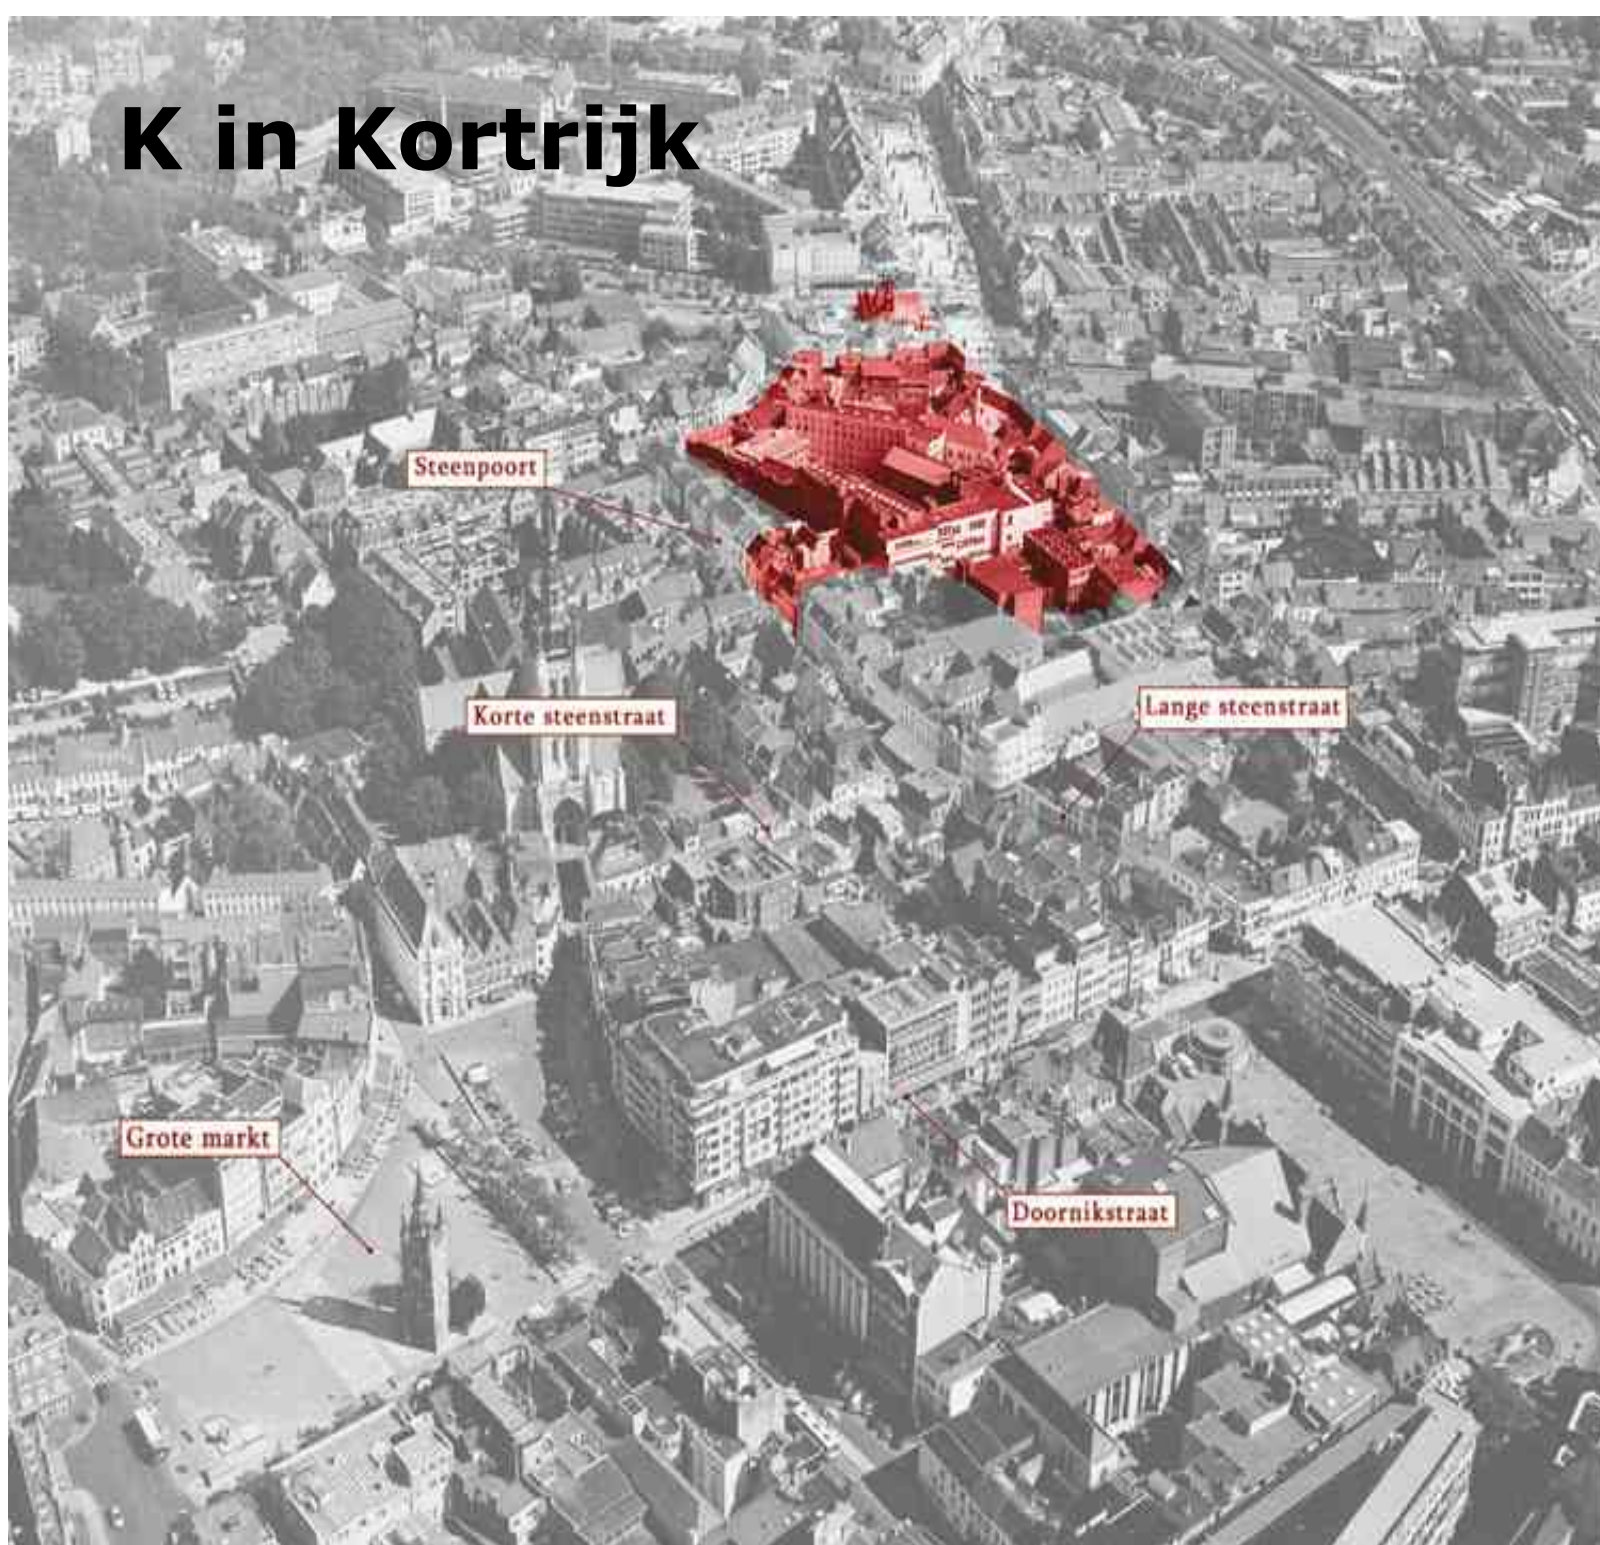 K in Kortrijk
Steenpoort
Korte steenstraat
Lange steenstraat
Grote markt
Doornikstraat